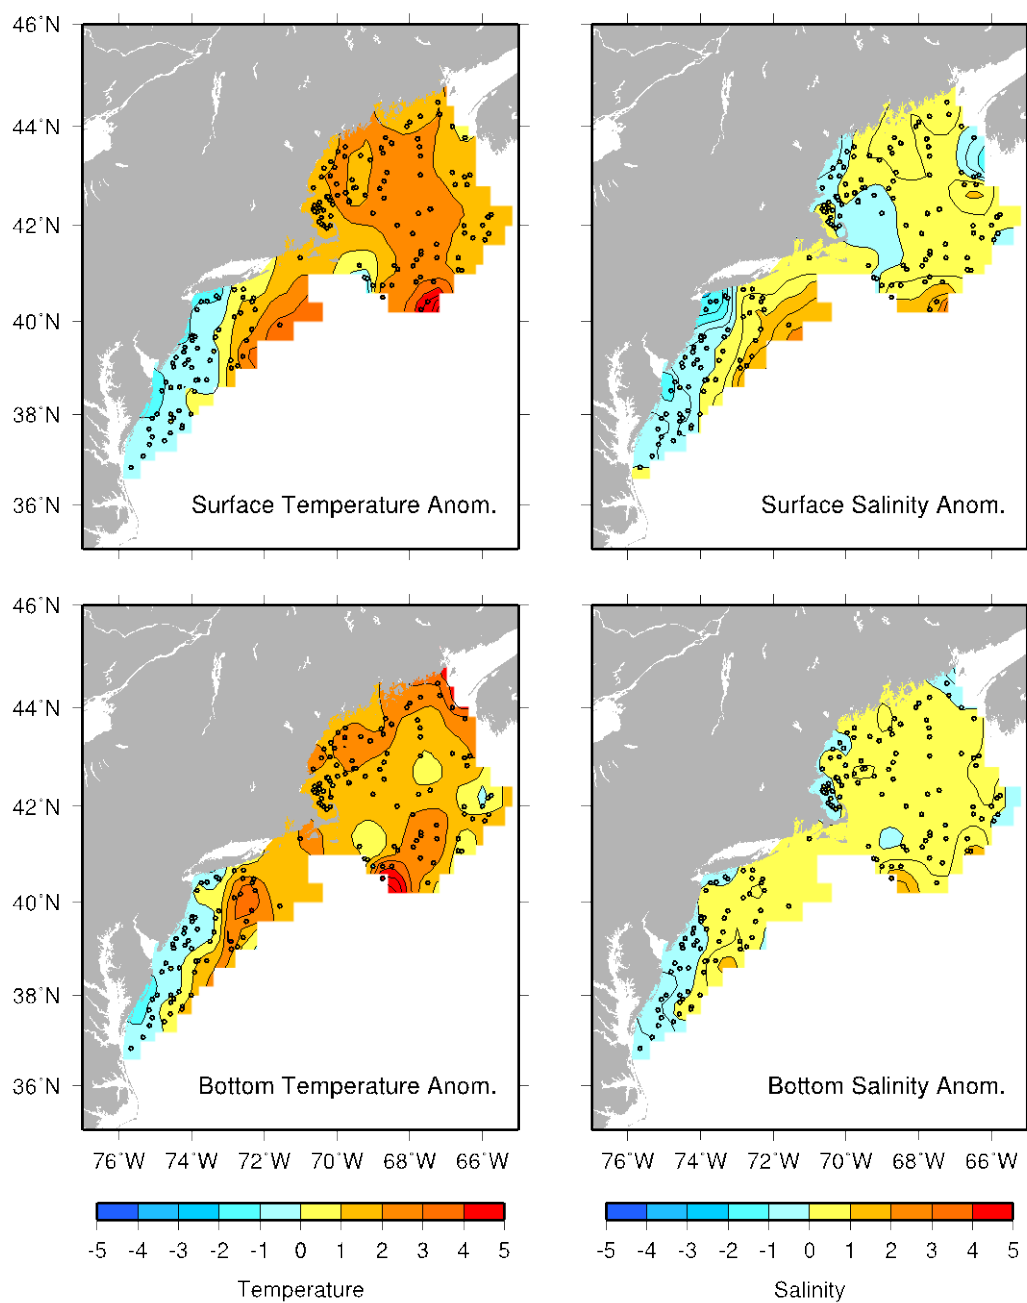 46°N
44°N
42°N
40°N
38°N
36°N
Surface Temperature Anom.
Surface Salinity Anom.
46°N
44°N
42°N
40°N
38°N
36°N
Bottom Temperature Anom.
Bottom Salinity Anom.
76°W 74°W 72°W 70°W 68°W 66°W
76°W 74°W 72°W 70°W 68°W 66°W
-5 -4 -3 -2 -1 0 1 2 3 4 5
Temperature
-5 -4 -3 -2 -1 0 1 2 3 4 5
Salinity